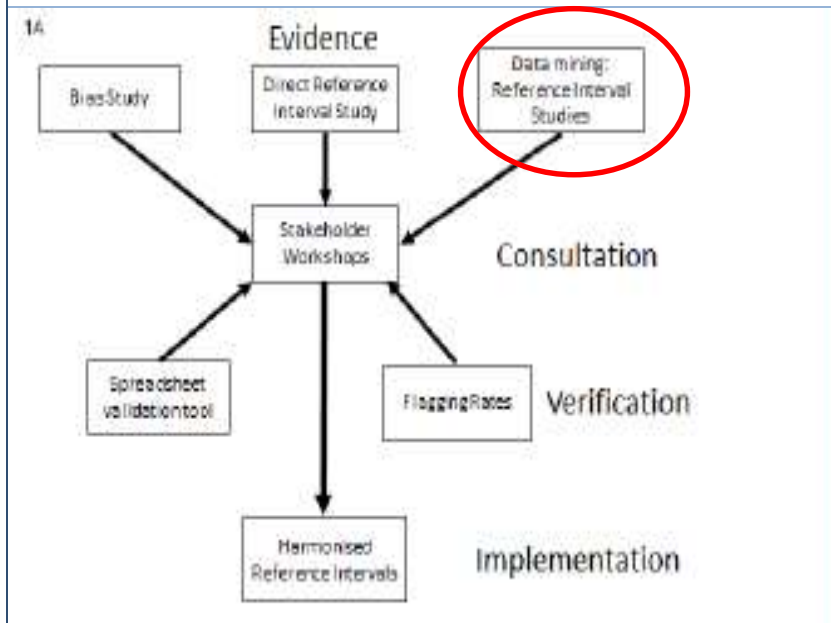 1A
Evidence
Bias Study
Direct Reference
Interval Study
Data mining:
Reference Interval
Studies
Stakeholder
Workshops
Consultation
Spreadsheet
validation tool
Flagging Rates
Verification
Harmonised
Reference Intervals
Implementation